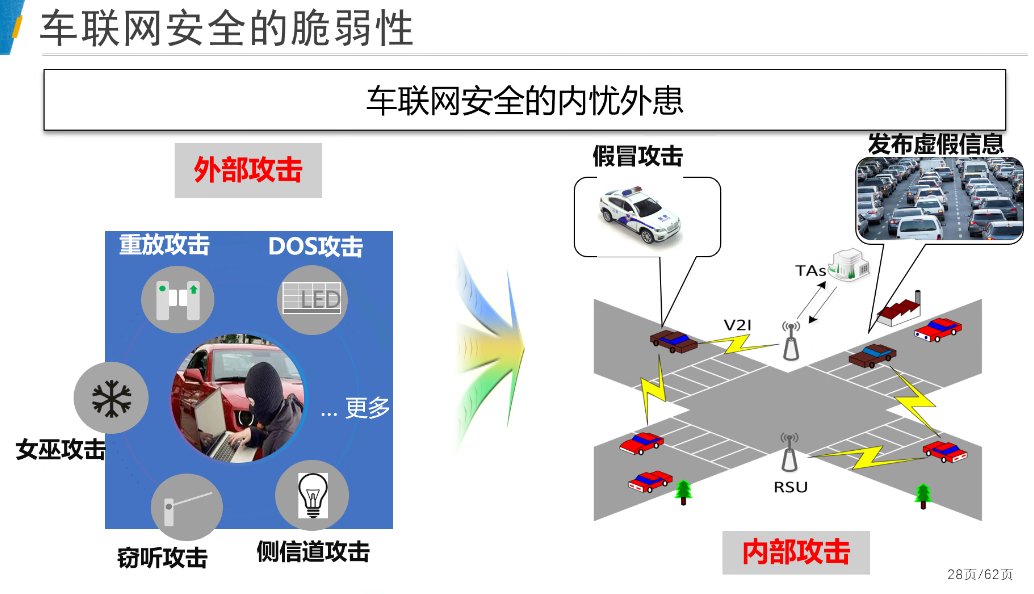 车联网安全的脆弱性
车联网安全的内忧外患
外部攻击
重放攻击
DOS攻击
LED
... 更多
女巫攻击
窃听攻击
侧信道攻击
假冒攻击
发布虚假信息
TAs
V2I
RSU
内部攻击
28页/62页